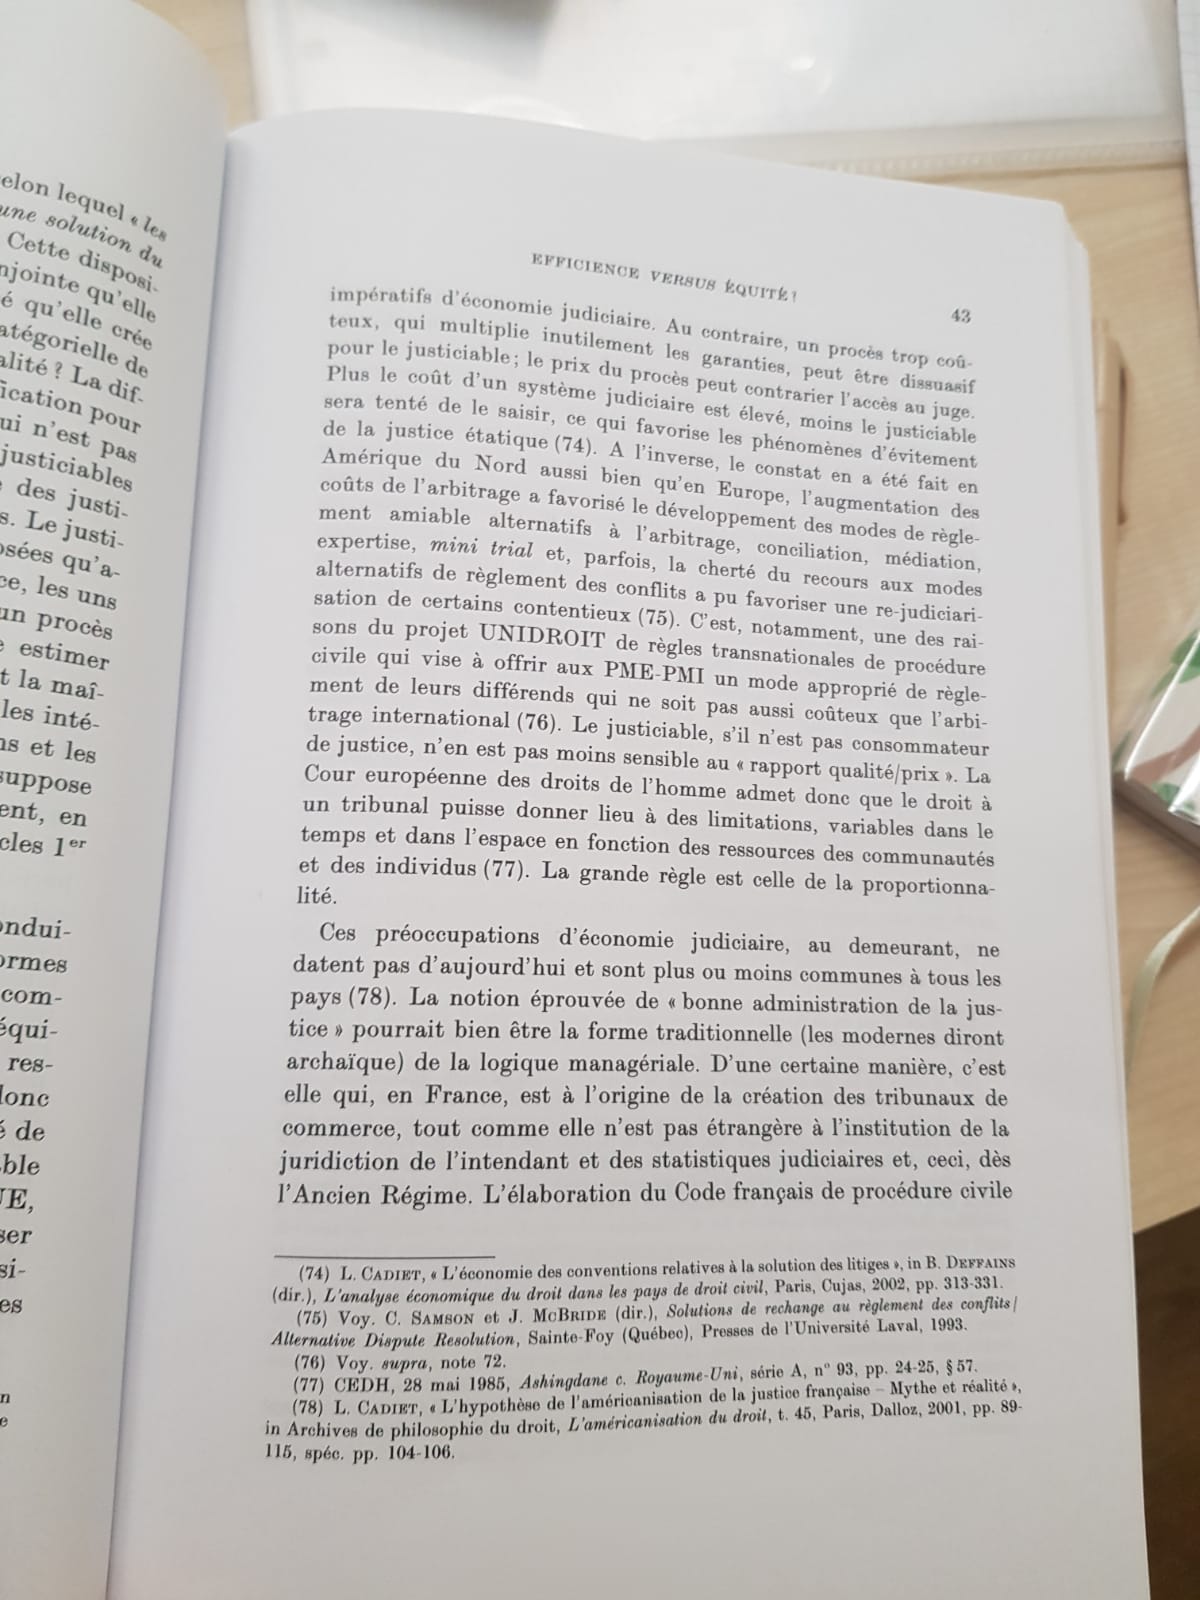 elon lequel « les
une solution du
Cette disposi-
njointe qu'elle
é qu'elle crée
atégorielle de
alité ? La dif-
ication pour
ui n'est pas
justiciables
des justi-
s. Le justi-
osées qu'a-
ce, les uns
un procès
estimer
t la maî-
les inté-
ns et les
suppose
ent, en
cles 1er
ondui-
ormes
com-
équi-
res-
lonc
é de
ble
UE,
ser
si-
es
n
e
EFFICIENCE VERSUS ÉQUITÉ ?
43
impératifs d'économie judiciaire. Au contraire, un procès trop coû-
teux, qui multiplie inutilement les garanties, peut être dissuasif
pour le justiciable ; le prix du procès peut contrarier l'accès au juge.
Plus le coût d'un système judiciaire est élevé, moins le justiciable
sera tenté de le saisir, ce qui favorise les phénomènes d'évitement
de la justice étatique (74). A l'inverse, le constat en a été fait en
Amérique du Nord aussi bien qu'en Europe, l'augmentation des
coûts de l'arbitrage a favorisé le développement des modes de règle-
ment amiable alternatifs à l'arbitrage, conciliation, médiation,
expertise, mini trial et, parfois, la cherté du recours aux modes
alternatifs de règlement des conflits a pu favoriser une re-judiciari-
sation de certains contentieux (75). C'est, notamment, une des rai-
sons du projet UNIDROIT de règles transnationales de procédure
civile qui vise à offrir aux PME-PMI un mode approprié de règle-
ment de leurs différends qui ne soit pas aussi coûteux que l'arbi-
trage international (76). Le justiciable, s'il n'est pas consommateur
de justice, n'en est pas moins sensible au « rapport qualité/prix ». La
Cour européenne des droits de l'homme admet donc que le droit à
un tribunal puisse donner lieu à des limitations, variables dans le
temps et dans l'espace en fonction des ressources des communautés
et des individus (77). La grande règle est celle de la proportionna-
lité.
Ces préoccupations d'économie judiciaire, au demeurant, ne
datent pas d'aujourd'hui et sont plus ou moins communes à tous les
pays (78). La notion éprouvée de « bonne administration de la jus-
tice » pourrait bien être la forme traditionnelle (les modernes diront
archaïque) de la logique managériale. D'une certaine manière, c'est
elle qui, en France, est à l'origine de la création des tribunaux de
commerce, tout comme elle n'est pas étrangère à l'institution de la
juridiction de l'intendant et des statistiques judiciaires et, ceci, dès
l'Ancien Régime. L'élaboration du Code français de procédure civile
(74) L. CADIET, « L'économie des conventions relatives à la solution des litiges », in B. DEFFAINS
(dir.), L'analyse économique du droit dans les pays de droit civil, Paris, Cujas, 2002, pp. 313-331.
(75) Voy. C. SAMSON et J. MCBRIDE (dir.), Solutions de rechange au règlement des conflits/
Alternative Dispute Resolution, Sainte-Foy (Québec), Presses de l'Université Laval, 1993.
(76) Voy. supra, note 72.
(77) CEDH, 28 mai 1985, Ashingdane c. Royaume-Uni, série A, n° 93, pp. 24-25, § 57.
(78) L. CADIET, « L'hypothèse de l'américanisation de la justice française – Mythe et réalité »,
in Archives de philosophie du droit, L'américanisation du droit, t. 45, Paris, Dalloz, 2001, pp. 89-
115, spéc. pp. 104-106.